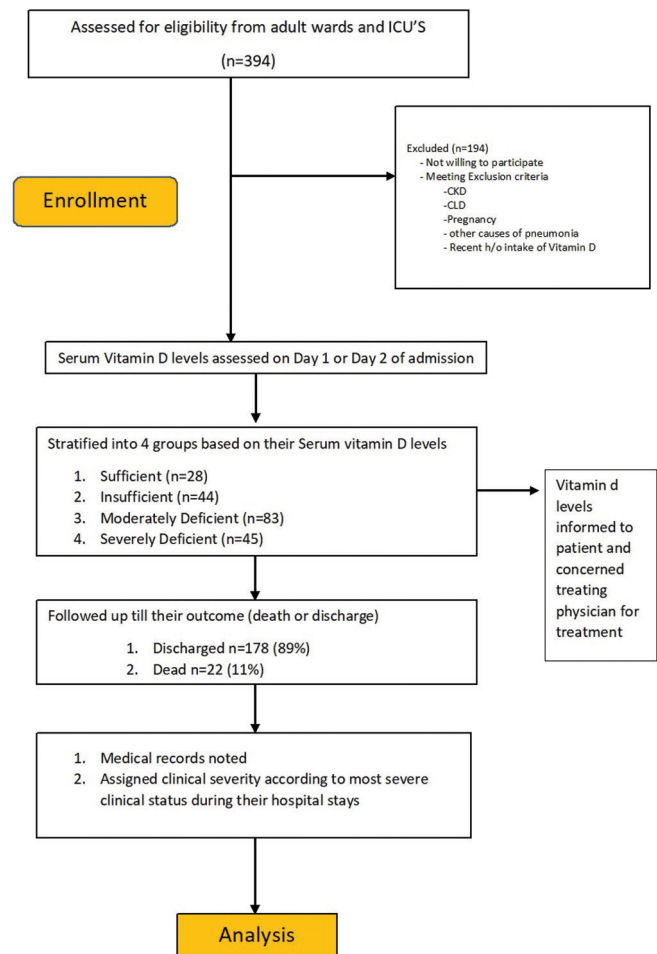 Assessed for eligibility from adult wards and ICU'S
(n=394)
Excluded (n=194)
- Not willing to participate
- Meeting Exclusion criteria
-CKD
-CLD
-Pregnancy
- other causes of pneumonia
- Recent h/o intake of Vitamin D
Enrollment
Serum Vitamin D levels assessed on Day 1 or Day 2 of admission
Stratified into 4 groups based on their Serum vitamin D levels
1. Sufficient (n=28)
2. Insufficient (n=44)
3. Moderately Deficient (n=83)
4. Severely Deficient (n=45)
Vitamin d
levels
informed to
patient and
concerned
treating
physician for
treatment
Followed up till their outcome (death or discharge)
1. Discharged n=178 (89%)
2. Dead n=22 (11%)
1. Medical records noted
2. Assigned clinical severity according to most severe
clinical status during their hospital stays
Analysis